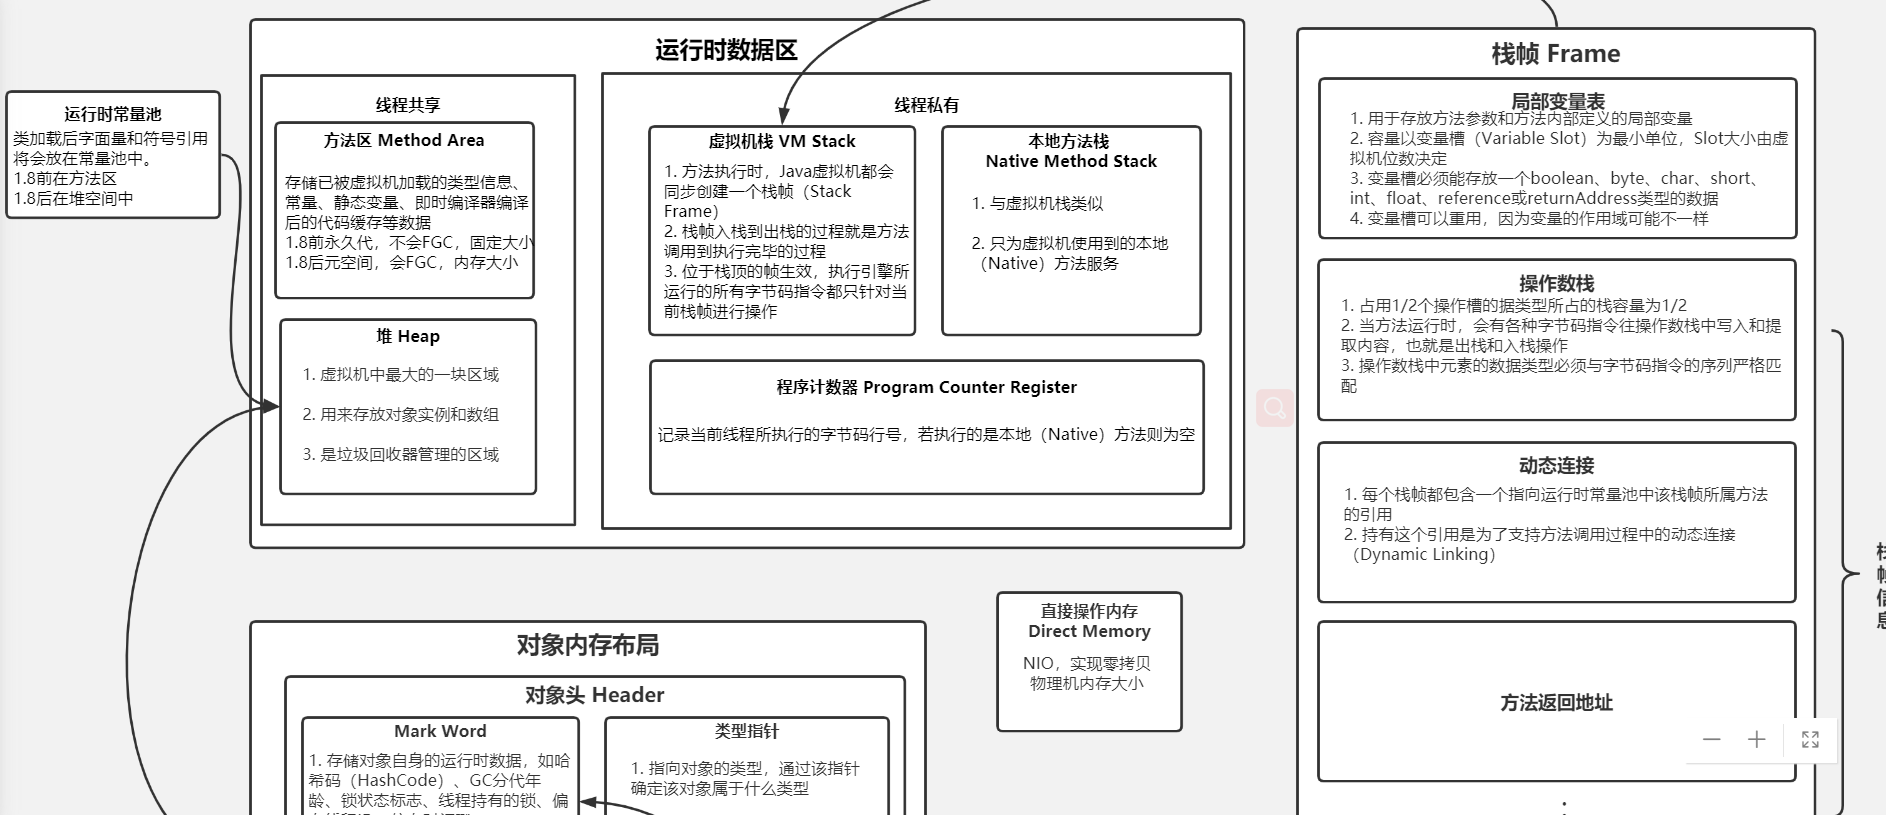 运行时数据区
运行时常量池
类加载后字面量和符号引用
将会放在常量池中。
1.8前在方法区
1.8后在堆空间中
线程共享
方法区 Method Area
存储已被虚拟机加载的类型信息、
常量、静态变量、即时编译器编译
后的代码缓存等数据
1.8前永久代，不会FGC，固定大小
1.8后元空间，会FGC，内存大小
堆 Heap
1. 虚拟机中最大的一块区域
2. 用来存放对象实例和数组
3. 是垃圾回收器管理的区域
线程私有
虚拟机栈 VM Stack
1. 方法执行时，Java虚拟机都会
同步创建一个栈帧（Stack
Frame）
2. 栈帧入栈到出栈的过程就是方法
调用到执行完毕的过程
3. 位于栈顶的帧生效，执行引擎所
运行的所有字节码指令都只针对当
前栈帧进行操作
本地方法栈
Native Method Stack
1. 与虚拟机栈类似
2. 只为虚拟机使用到的本地
（Native）方法服务
程序计数器 Program Counter Register
记录当前线程所执行的字节码行号，若执行的是本地（Native）方法则为空
栈帧 Frame
局部变量表
1. 用于存放方法参数和方法内部定义的局部变量
2. 容量以变量槽（Variable Slot）为最小单位，Slot大小由虚
拟机位数决定
3. 变量槽必须能存放一个boolean、byte、char、short、
int、float、reference或returnAddress类型的数据
4. 变量槽可以重用，因为变量的作用域可能不一样
操作数栈
1. 占用1/2个操作槽的据类型所占的栈容量为1/2
2. 当方法运行时，会有各种字节码指令往操作数栈中写入和提
取内容，也就是出栈和入栈操作
3. 操作数栈中元素的数据类型必须与字节码指令的序列严格匹
配
动态连接
1. 每个栈帧都包含一个指向运行时常量池中该栈帧所属方法
的引用
2. 持有这个引用是为了支持方法调用过程中的动态连接
（Dynamic Linking）
方法返回地址
直接操作内存
Direct Memory
NIO，实现零拷贝
物理机内存大小
对象内存布局
对象头 Header
Mark Word
1. 存储对象自身的运行时数据，如哈
希码（HashCode）、GC分代年
龄、锁状态标志、线程持有的锁、偏
类型指针
1. 指向对象的类型，通过该指针
确定该对象属于什么类型